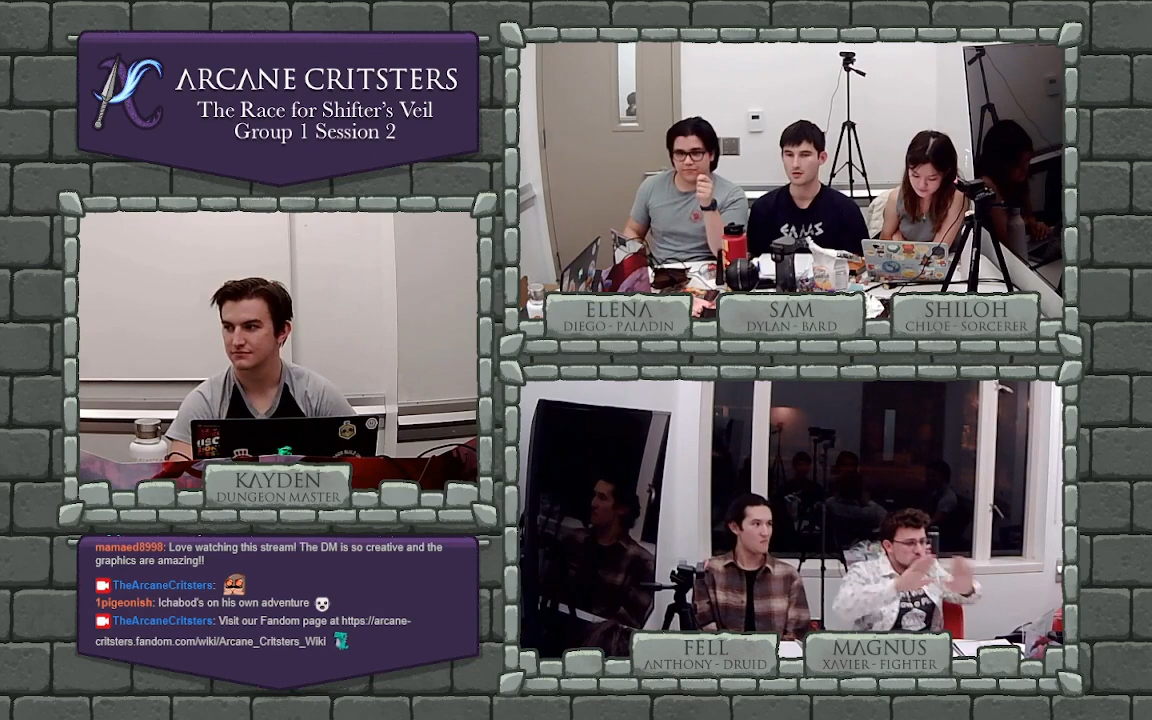 ARCANE CRITSTERS
The Race for Shifter's Veil
Group 1 Session 2
ELENA
DIEGO - PALADIN
SAM
DYLAN - BARD
SHILOH
CHLOE - SORCERER
KAYDEN
DUNGEON MASTER
mamaed8998: Love watching this stream! The DM is so creative and the
graphics are amazing!!
TheArcaneCritsters:
1pigeonish: Ichabod's on his own adventure
TheArcaneCritsters: Visit our Fandom page at https://arcane-
critsters.fandom.com/wiki/Arcane_Critsters_Wiki
FELL
ANTHONY - DRUID
MAGNUS
XAVIER - FIGHTER